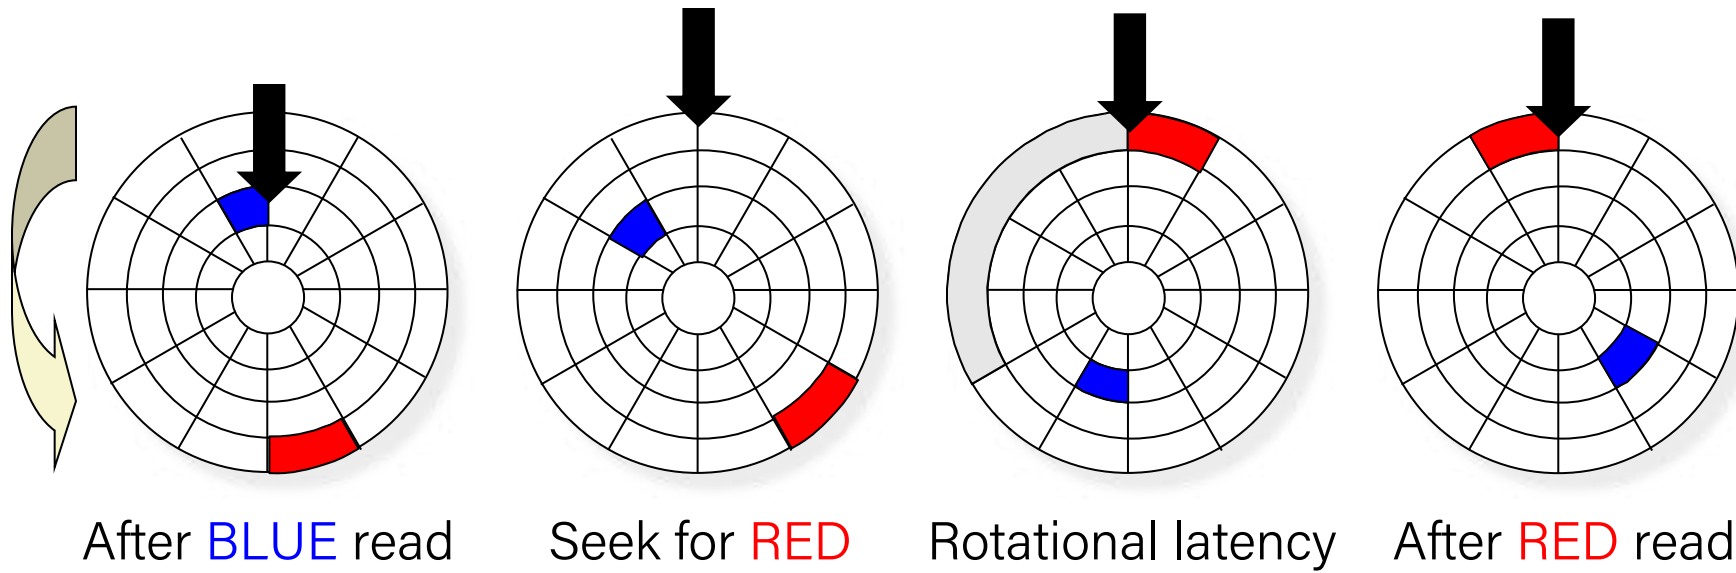 After BLUE read
Seek for RED
Rotational latency
After RED read